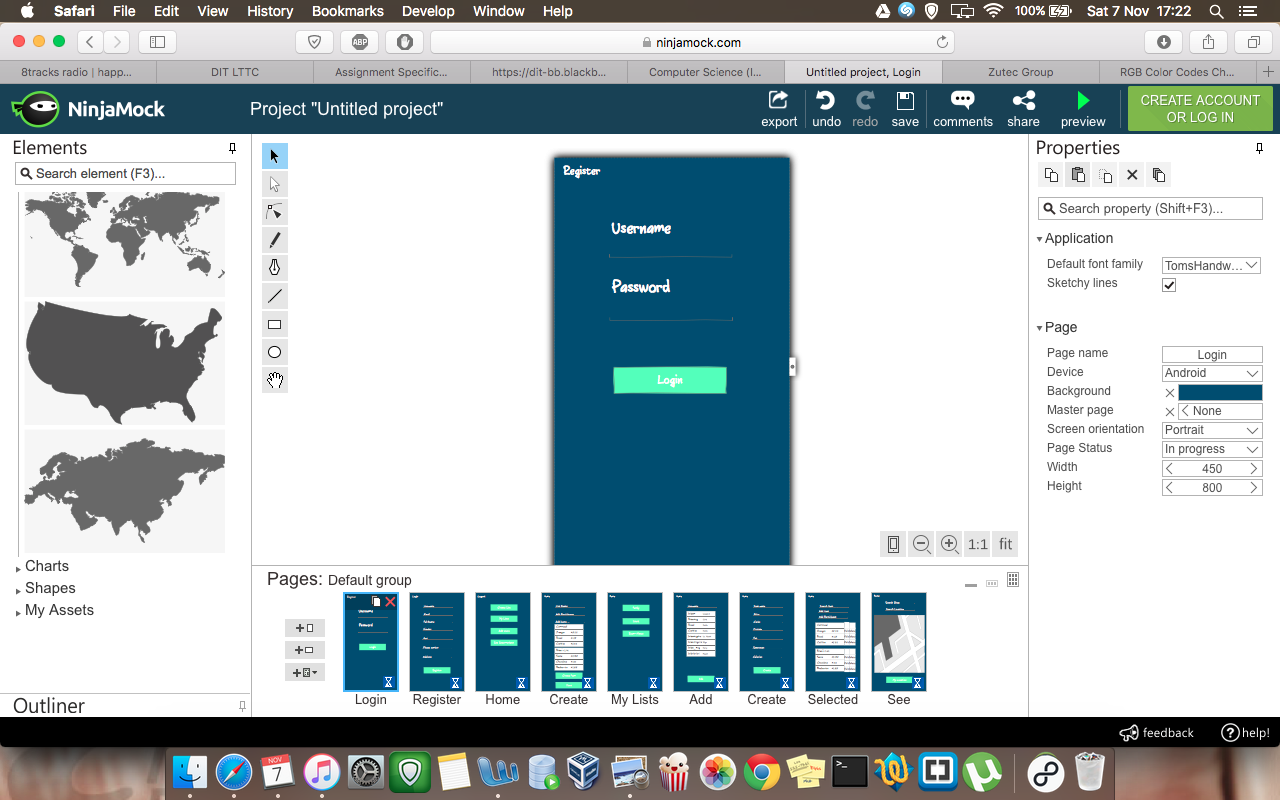 Safari File Edit View History Bookmarks Develop Window Help 100% Sat 7 Nov 17:22
ABP ninjamock.com
8tracks radio | happ... DIT LTTC Assignment Specific... https://dit-bb.blackb... Computer Science (I... Untitled project, Login Zutec Group RGB Color Codes Ch...
NinjaMock Project "Untitled project" export undo redo save comments share preview CREATE ACCOUNT
OR LOG IN
Elements
Search element (F3)...
Charts
Shapes
My Assets
Outliner
Register
Username
Password
Login
1:1 fit
Properties
Search property (Shift+F3)...
Application
Default font family TomsHandw...
Sketchy lines
Page
Page name Login
Device Android
Background
Master page None
Screen orientation Portrait
Page Status In progress
Width 450
Height 800
Pages: Default group
Login Register Home Create My Lists Add Create Selected See
feedback help!
NOV
7